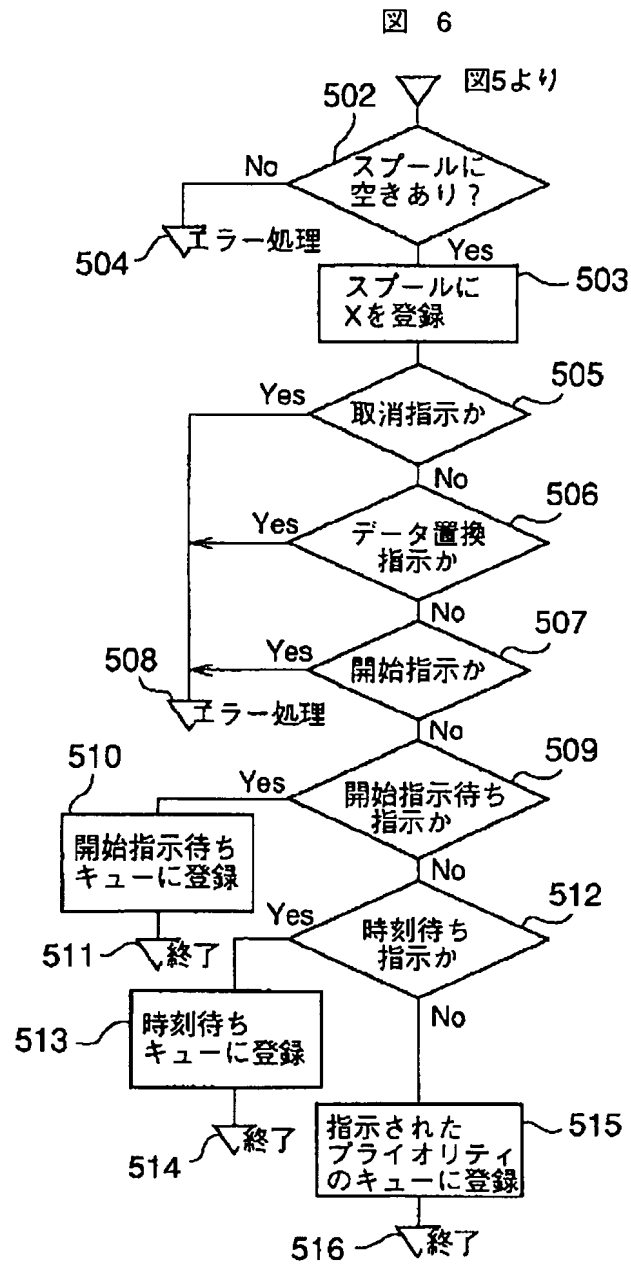 図 6
図5より
502
スプールに
空きあり？
No
エラー処理
504
Yes
スプールに
Xを登録
503
505
Yes
取消指示か
No
506
Yes
データ置換
指示か
No
507
Yes
開始指示か
508
エラー処理
No
509
510
Yes
開始指示待ち
指示か
開始指示待ち
キューに登録
No
512
511
終了
Yes
時刻待ち
指示か
513
時刻待ち
キューに登録
No
514
終了
指示された
プライオリティ
のキューに登録
515
516
終了